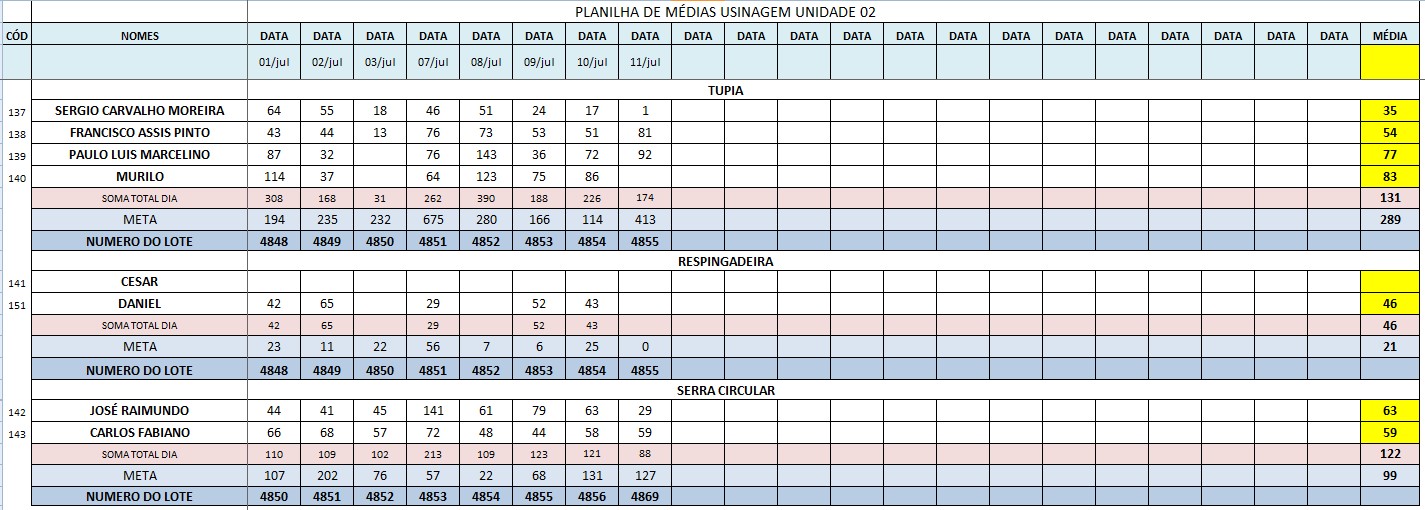 PLANILHA DE MÉDIAS USINAGEM UNIDADE 02
CÓD NOMES DATA DATA DATA DATA DATA DATA DATA DATA DATA DATA DATA DATA DATA DATA DATA DATA DATA DATA DATA DATA DATA MÉDIA
01/jul 02/jul 03/jul 07/jul 08/jul 09/jul 10/jul 11/jul
TUPIA
137 SERGIO CARVALHO MOREIRA 64 55 18 46 51 24 17 1 35
138 FRANCISCO ASSIS PINTO 43 44 13 76 73 53 51 81 54
139 PAULO LUIS MARCELINO 87 32 76 143 36 72 92 77
140 MURILO 114 37 64 123 75 86 83
SOMA TOTAL DIA 308 168 31 262 390 188 226 174 131
META 194 235 232 675 280 166 114 413 289
NUMERO DO LOTE 4848 4849 4850 4851 4852 4853 4854 4855
RESPINGADEIRA
141 CESAR
151 DANIEL 42 65 29 52 43 46
SOMA TOTAL DIA 42 65 29 52 43 46
META 23 11 22 56 7 6 25 0 21
NUMERO DO LOTE 4848 4849 4850 4851 4852 4853 4854 4855
SERRA CIRCULAR
142 JOSÉ RAIMUNDO 44 41 45 141 61 79 63 29 63
143 CARLOS FABIANO 66 68 57 72 48 44 58 59 59
SOMA TOTAL DIA 110 109 102 213 109 123 121 88 122
META 107 202 76 57 22 68 131 127 99
NUMERO DO LOTE 4850 4851 4852 4853 4854 4855 4856 4869